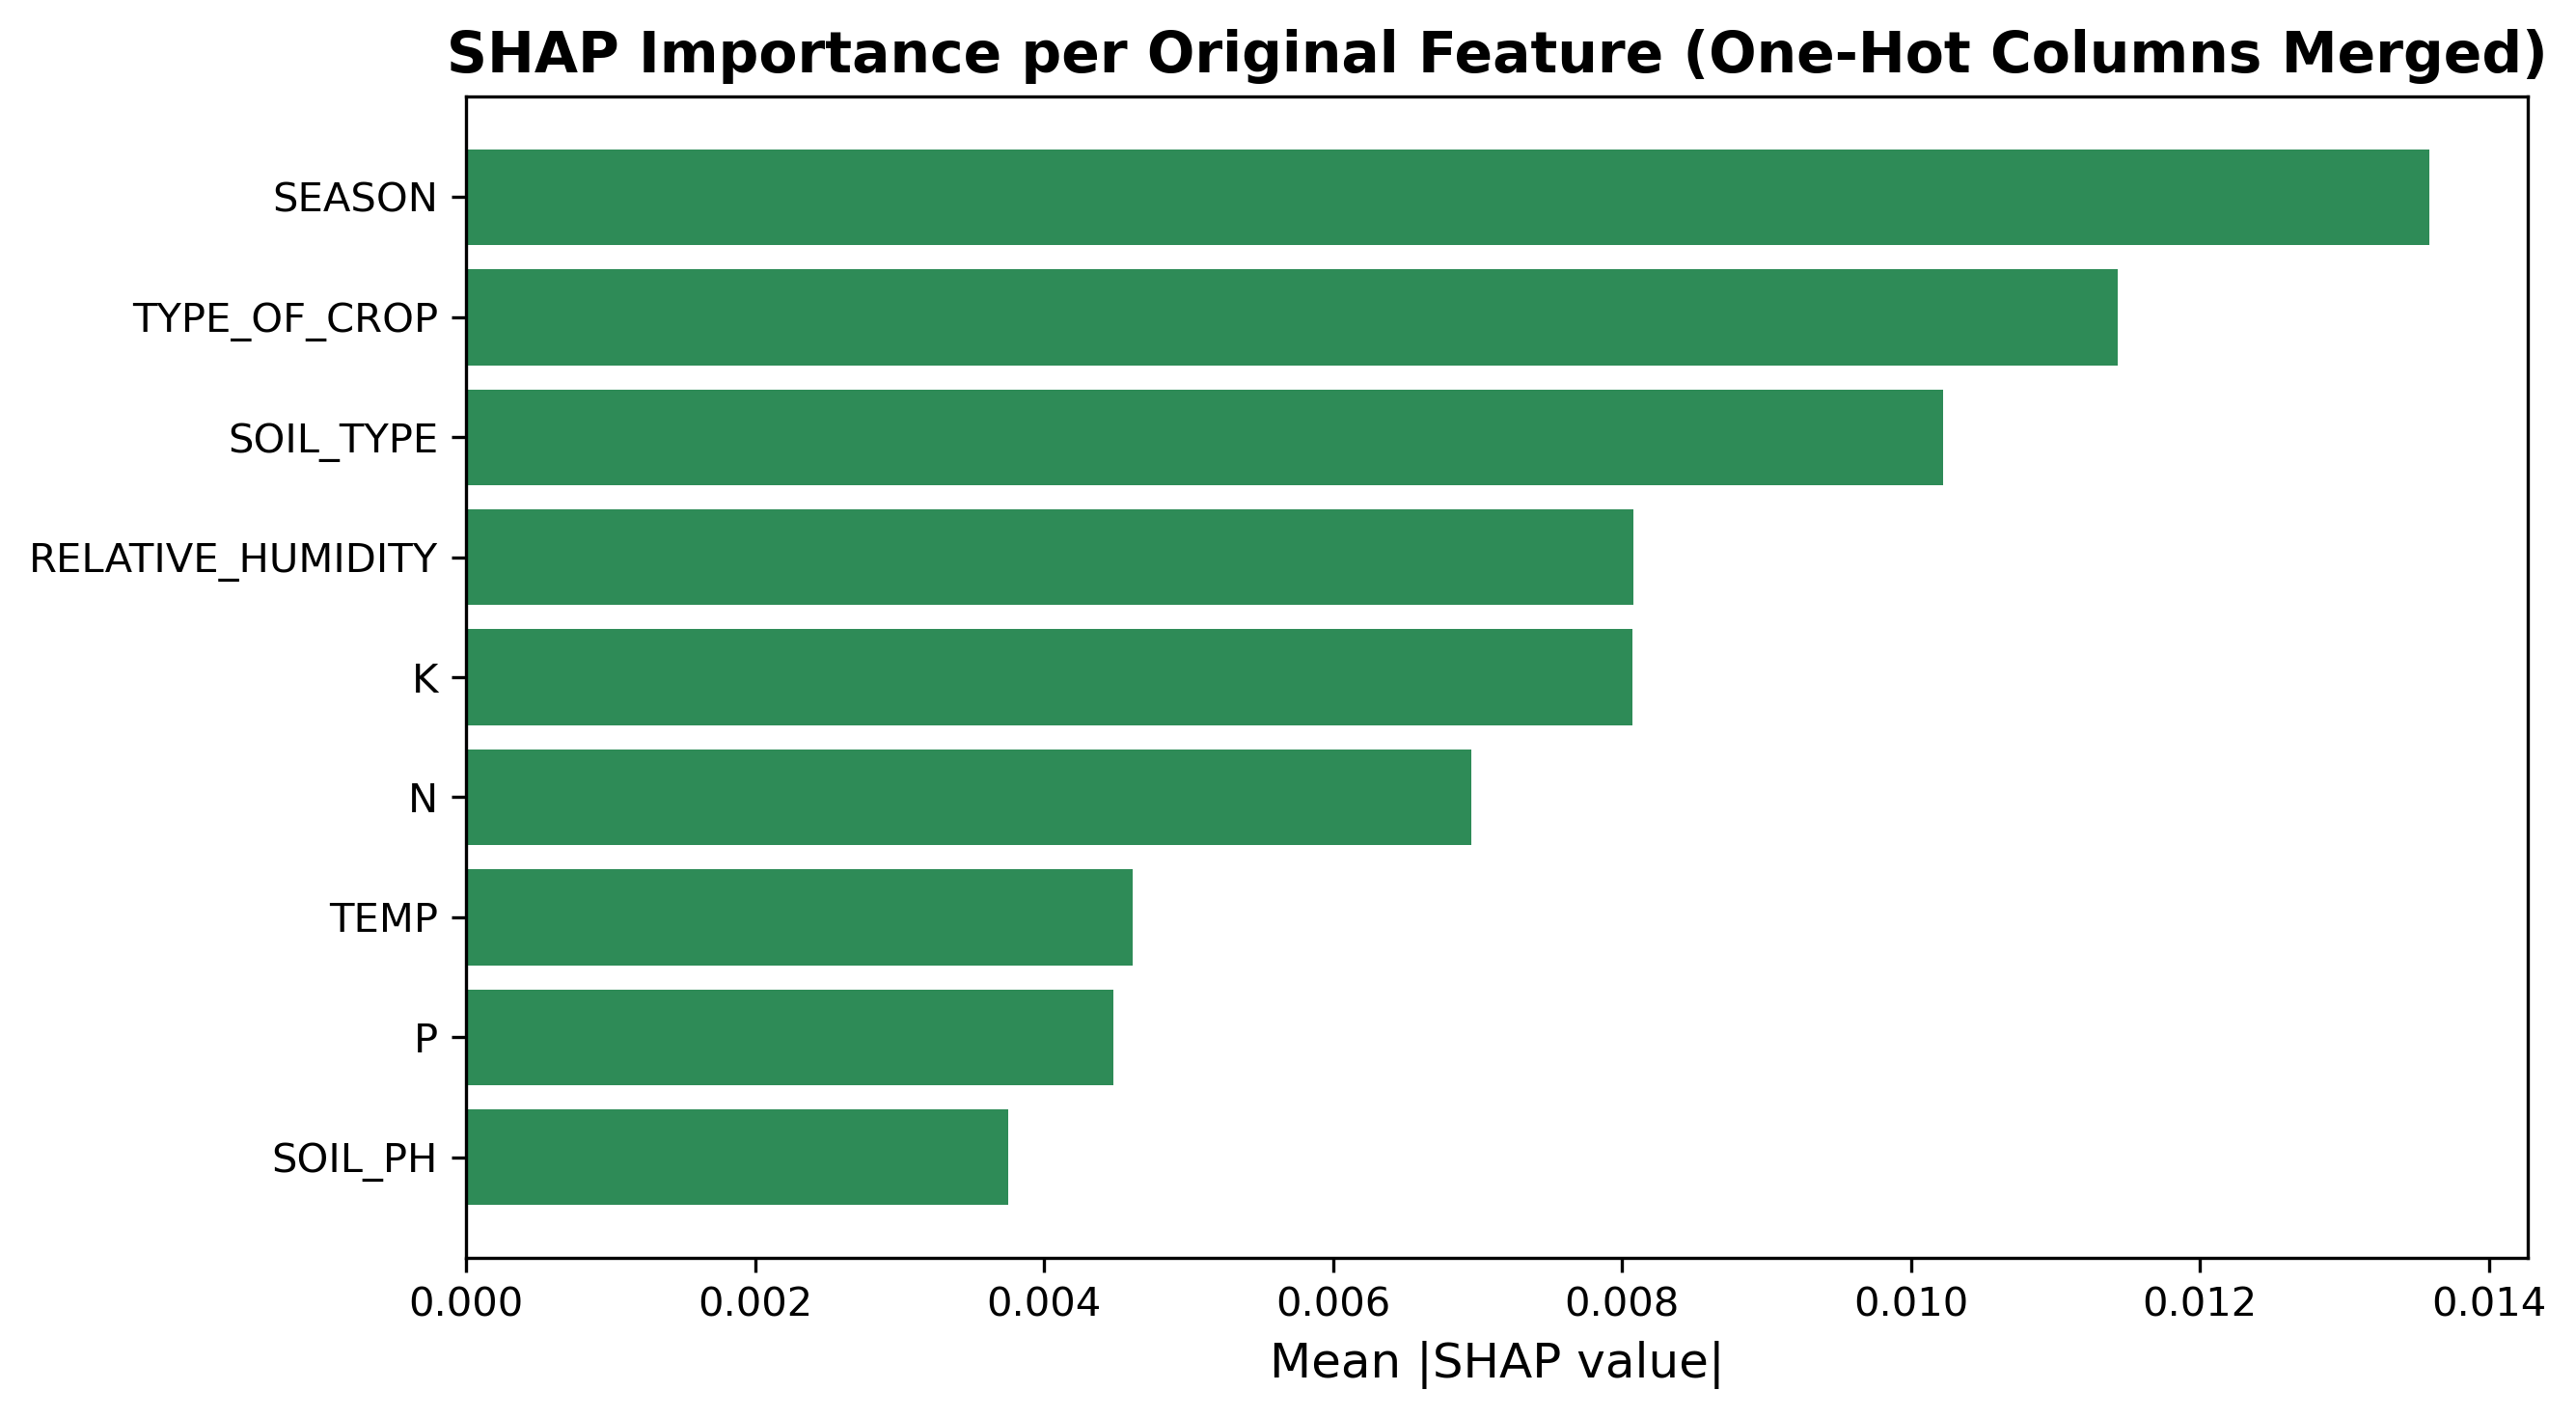 SHAP Importance per Original Feature (One-Hot Columns Merged)
SEASON
TYPE_OF_CROP
SOIL_TYPE
RELATIVE_HUMIDITY
K
N
TEMP
P
SOIL_PH
0.000 0.002 0.004 0.006 0.008 0.010 0.012 0.014
Mean |SHAP value|